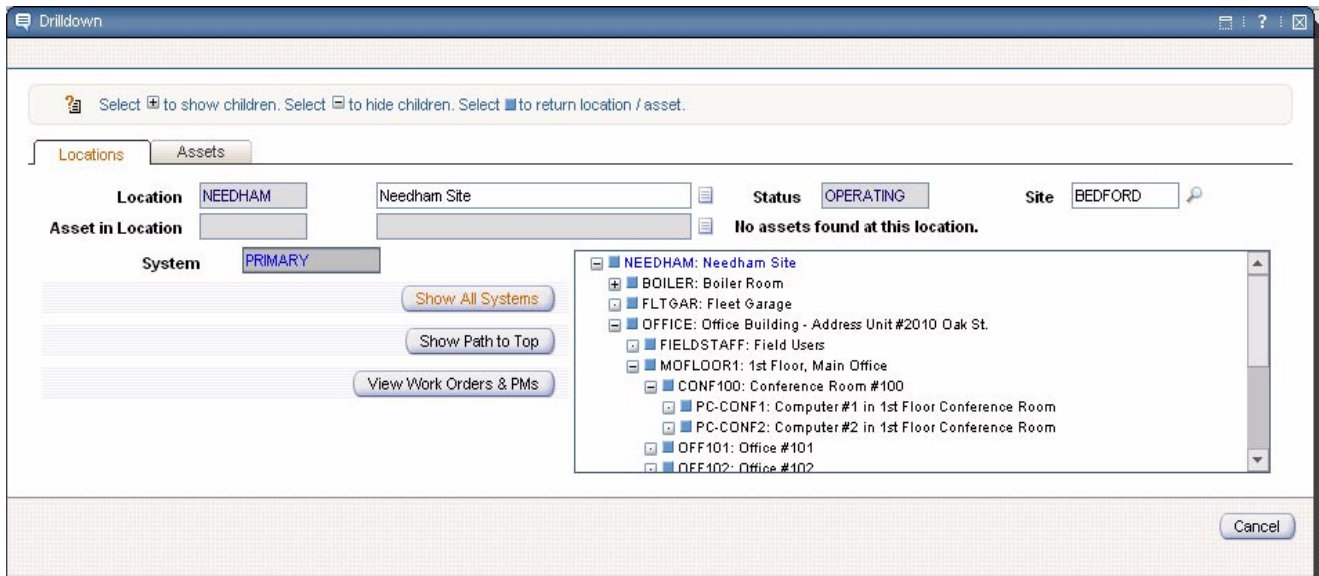 Drilldown
?
Select + to show children. Select - to hide children. Select to return location / asset.
Locations
Assets
Location NEEDHAM Needham Site Status OPERATING Site BEDFORD
Asset in Location No assets found at this location.
System PRIMARY
Show All Systems
Show Path to Top
View Work Orders & PMs
NEEDHAM: Needham Site
BOILER: Boiler Room
FLTGAR: Fleet Garage
OFFICE: Office Building - Address Unit #2010 Oak St.
FIELDSTAFF: Field Users
MOFLOOR1: 1st Floor, Main Office
CONF100: Conference Room #100
PC-CONF1: Computer #1 in 1st Floor Conference Room
PC-CONF2: Computer #2 in 1st Floor Conference Room
OFF101: Office #101
OFF102: Office #102
Cancel